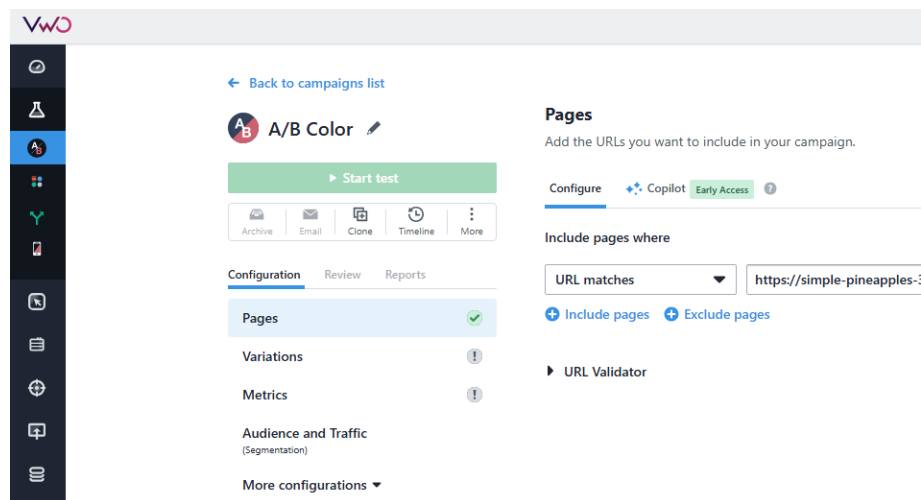 VWO
← Back to campaigns list
AB A/B Color
Start test
Archive Email Clone Timeline More
Configuration Review Reports
Pages
Variations
Metrics
Audience and Traffic
(Segmentation)
More configurations
Pages
Add the URLs you want to include in your campaign.
Configure Copilot Early Access ?
Include pages where
URL matches https://simple-pineapples-3
Include pages Exclude pages
URL Validator